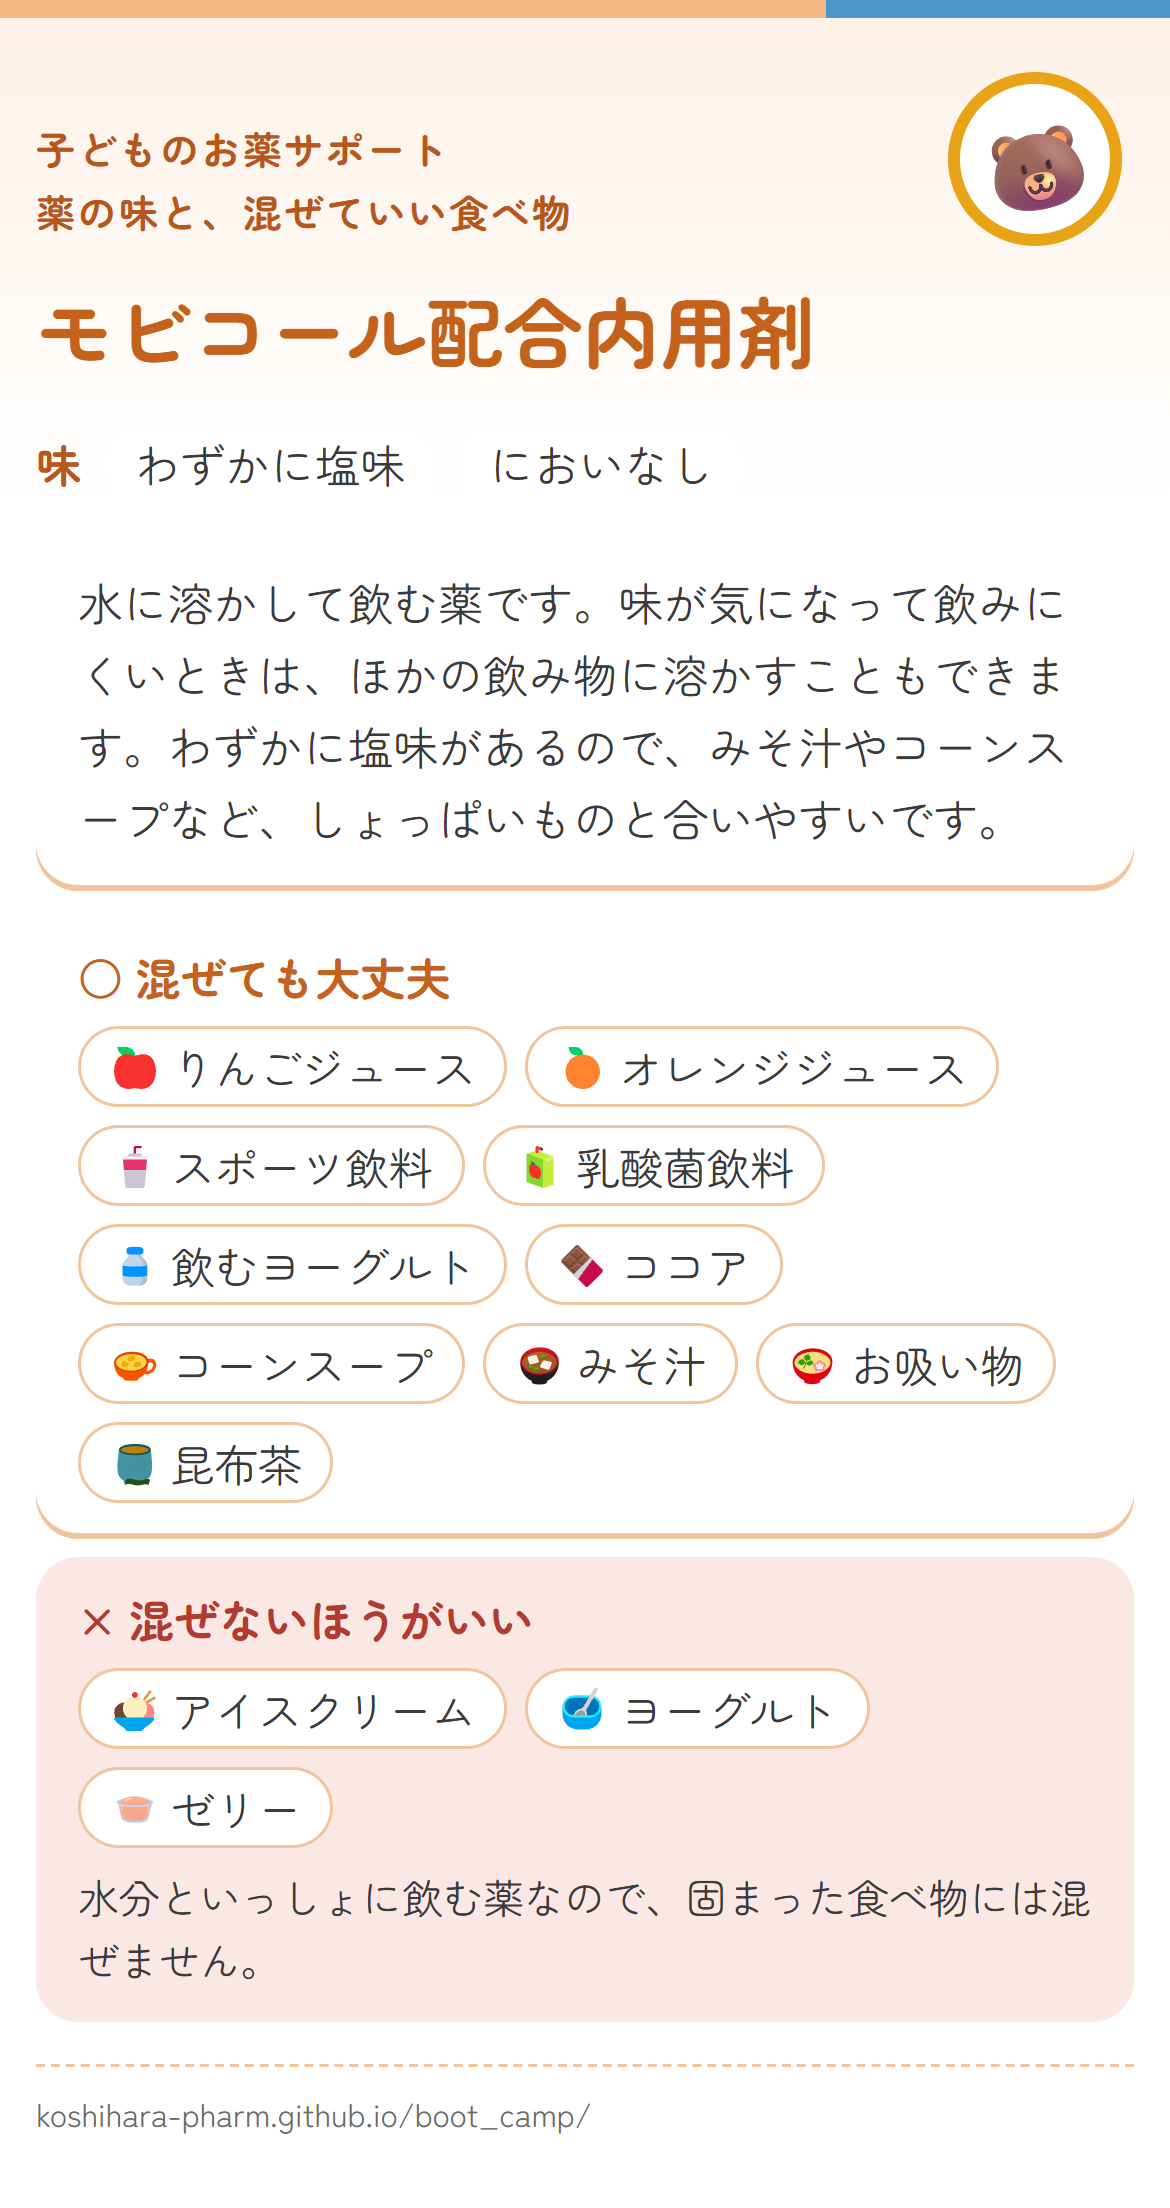 子どものお薬サポート
薬の味と、混ぜていい食べ物
モビコール配合内用剤
味 わずかに塩味 においなし
水に溶かして飲む薬です。味が気になって飲みに
くいときは、ほかの飲み物に溶かすこともできま
す。わずかに塩味があるので、みそ汁やコーンス
ープなど、しょっぱいものと合いやすいです。
○ 混ぜても大丈夫
りんごジュース オレンジジュース
スポーツ飲料 乳酸菌飲料
飲むヨーグルト ココア
コーンスープ みそ汁 お吸い物
昆布茶
× 混ぜないほうがいい
アイスクリーム ヨーグルト
ゼリー
水分といっしょに飲む薬なので、固まった食べ物には混
ぜません。
koshihara-pharm.github.io/boot_camp/